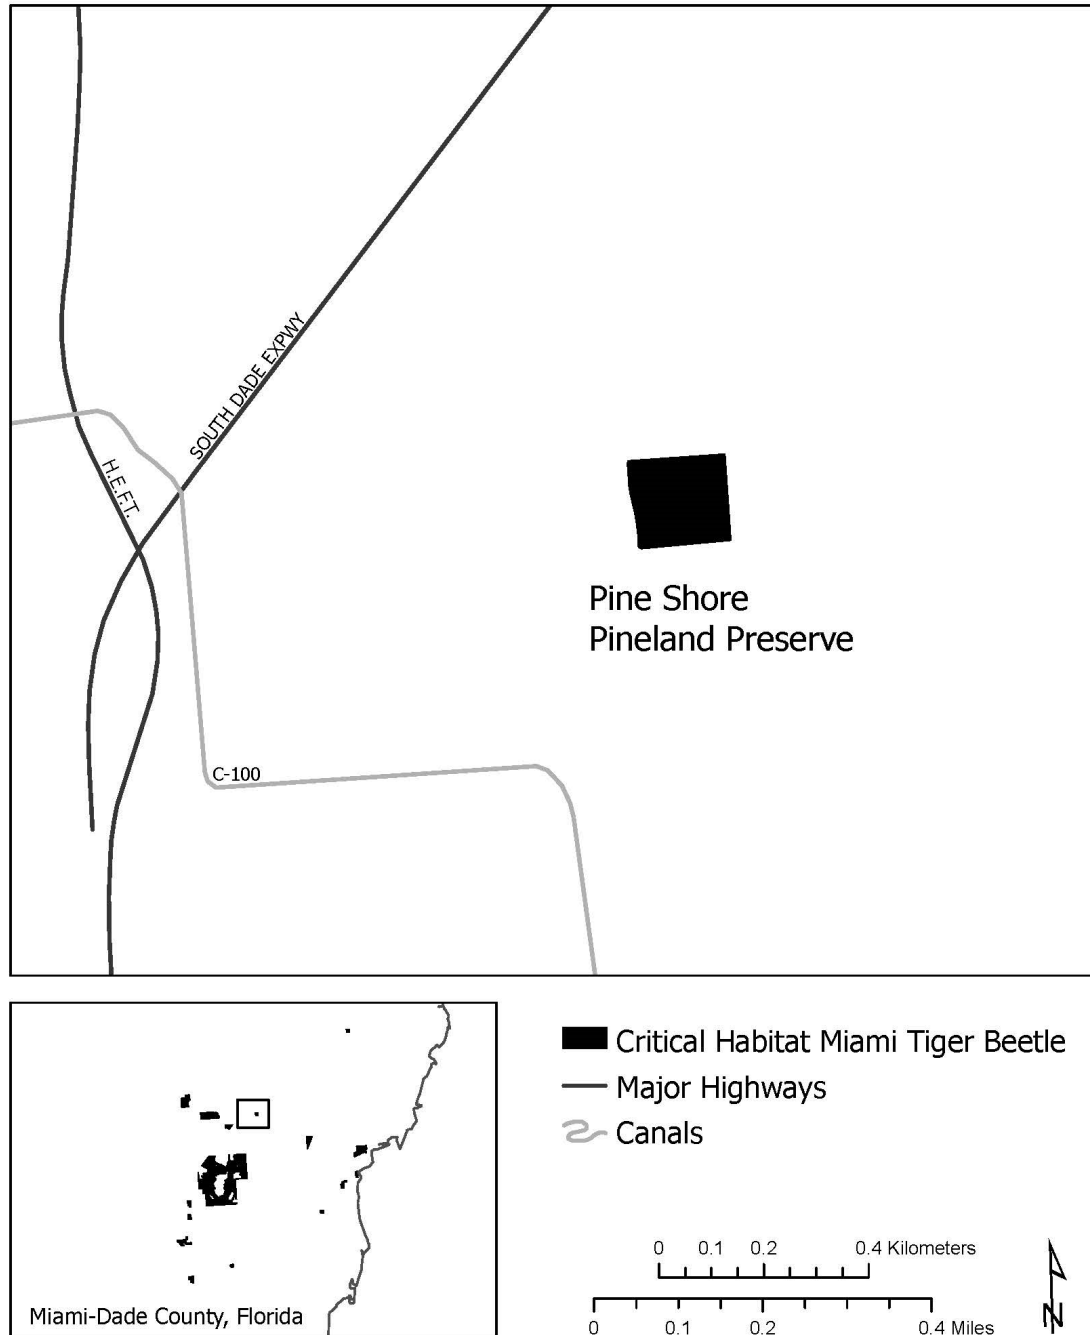 SOUTH DADE EXPWY
H.E.F.T.
Pine Shore
Pineland Preserve
C-100
Miami-Dade County, Florida
Critical Habitat Miami Tiger Beetle
Major Highways
Canals
0 0.1 0.2 0.4 Kilometers
0 0.1 0.2 0.4 Miles
N